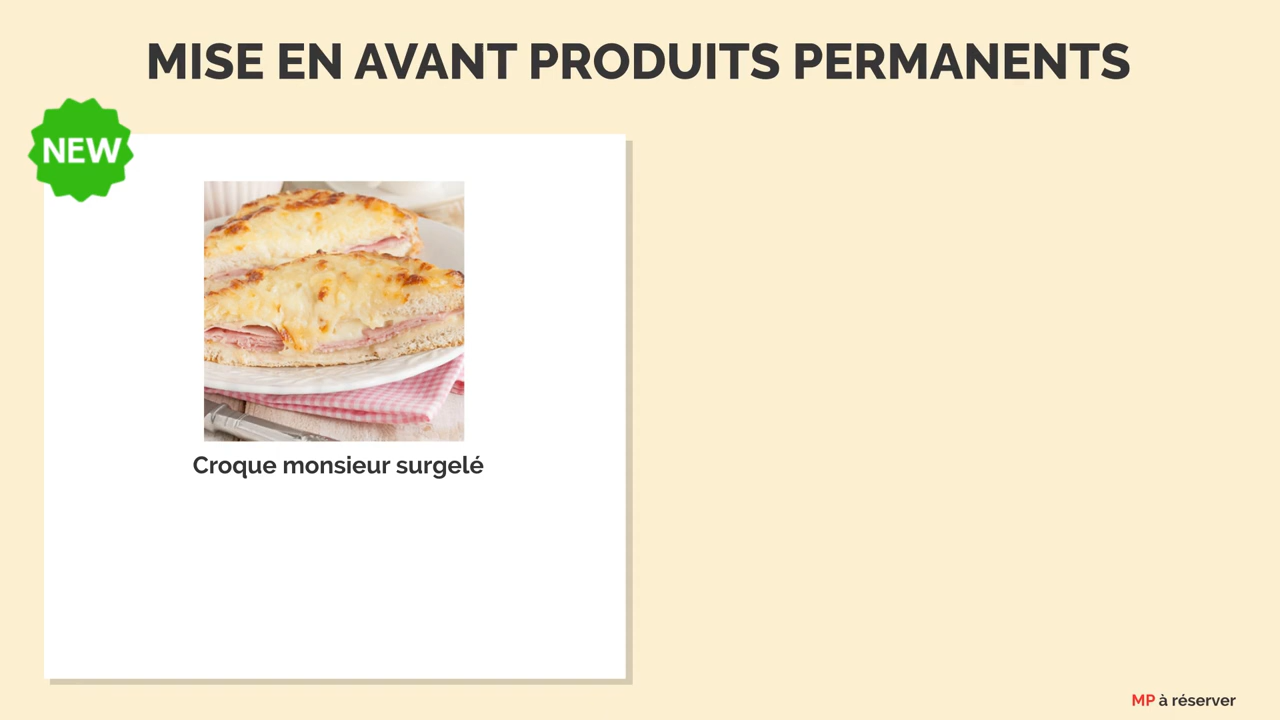 MISE EN AVANT PRODUITS PERMANENTS
NEW
Croque monsieur surgelé
MP à réserver